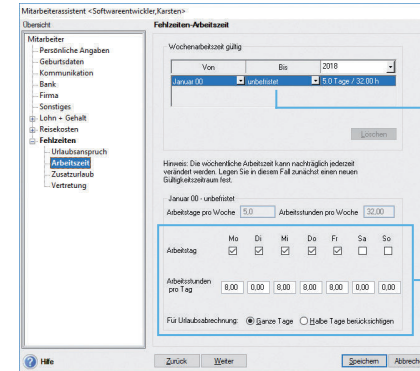 Mitarbeiterassistent <Softwareentwickler,Karsten>
Übersicht
Fehlzeiten-Arbeitszeit
Mitarbeiter
Persönliche Angaben
Geburtsdaten
Kommunikation
Bank
Firma
Sonstiges
Lohn + Gehalt
Reisekosten
Fehlzeiten
Urlaubsanspruch
Arbeitszeit
Zusatzurlaub
Vertretung
Wochenarbeitszeit gültig
Von Bis 2018
Januar 00 unbefristet 5.0 Tage / 32.00 h
Löschen
Hinweis: Die wöchentliche Arbeitszeit kann nachträglich jederzeit
verändert werden. Legen Sie in diesem Fall zunächst einen neuen
Gültigkeitszeitraum fest.
Januar 00 - unbefristet
Arbeitstage pro Woche 5,0 Arbeitsstunden pro Woche 32,00
Mo Di Mi Do Fr Sa So
Arbeitstag
Arbeitsstunden
pro Tag 8,00 0,00 8,00 8,00 8,00 0,00 0,00
Für Urlaubsabrechnung: Ganze Tage Halbe Tage berücksichtigen
Hilfe Zurück Weiter Speichern Abbreche